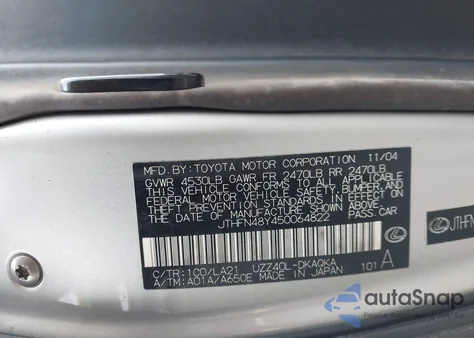 MFD. BY: TOYOTA MOTOR CORPORATION 11/04
GVWR 4530LB GAWR FR 2470LB RR 2470LB
THIS VEHICLE CONFORMS TO ALL APPLICABLE
FEDERAL MOTOR VEHICLE SAFETY, BUMPER, AND
THEFT PREVENTION STANDARDS IN EFFECT ON
THE DATE OF MANUFACTURE SHOWN ABOVE.
JTHFN48Y450064822 PASS. CAR
C/TR: 1C0/LA21 UZZ40L-DKAQKA
A/TM: A01A/A650E MADE IN JAPAN 101 A
JTHFN
autoSnap